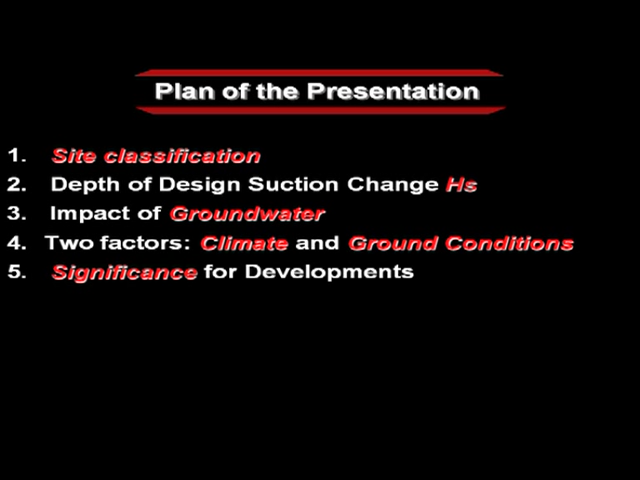 Plan of the Presentation
1. Site classification
2. Depth of Design Suction Change Hs
3. Impact of Groundwater
4. Two factors: Climate and Ground Conditions
5. Significance for Developments